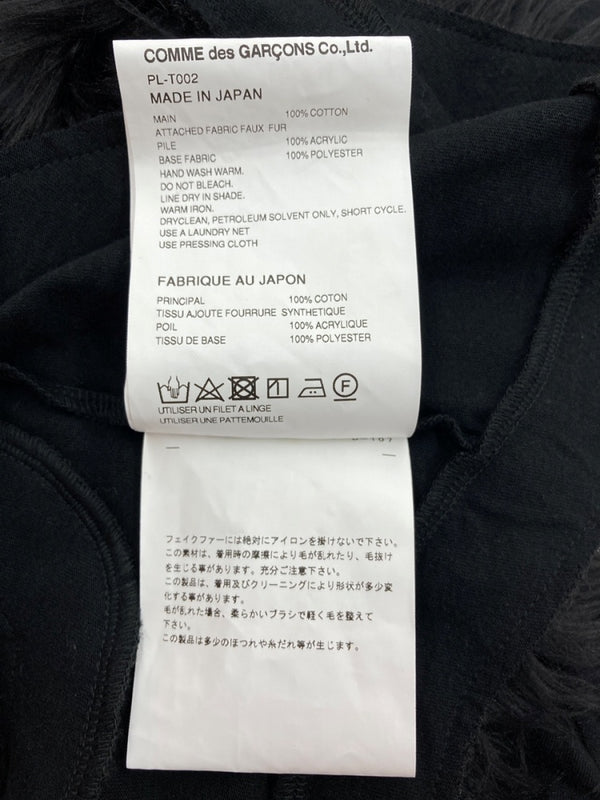 COMME des GARÇONS Co.,Ltd.
PL-T002
MADE IN JAPAN
MAIN 100% COTTON
ATTACHED FABRIC FAUX FUR
PILE 100% ACRYLIC
BASE FABRIC 100% POLYESTER
HAND WASH WARM.
DO NOT BLEACH.
LINE DRY IN SHADE.
WARM IRON.
DRYCLEAN, PETROLEUM SOLVENT ONLY, SHORT CYCLE.
USE A LAUNDRY NET
USE PRESSING CLOTH
FABRIQUE AU JAPON
PRINCIPAL 100% COTON
TISSU AJOUTE FOURRURE SYNTHETIQUE
POIL 100% ACRYLIQUE
TISSU DE BASE 100% POLYESTER
F
UTILISER UN FILET A LINGE
UTILISER UNE PATTEMOUILLE
フェイクファーには絶対にアイロンを掛けないで下さい。
この素材は、着用時の摩擦により毛が乱れたり、毛抜け
を生じる事があります。充分ご注意下さい。
この製品は、着用及びクリーニングにより形状が多少変
化する事があります。
毛が乱れた場合、柔らかいブラシで軽く毛を整えて
下さい。
この製品は多少のほつれや糸だれ等が生じます。